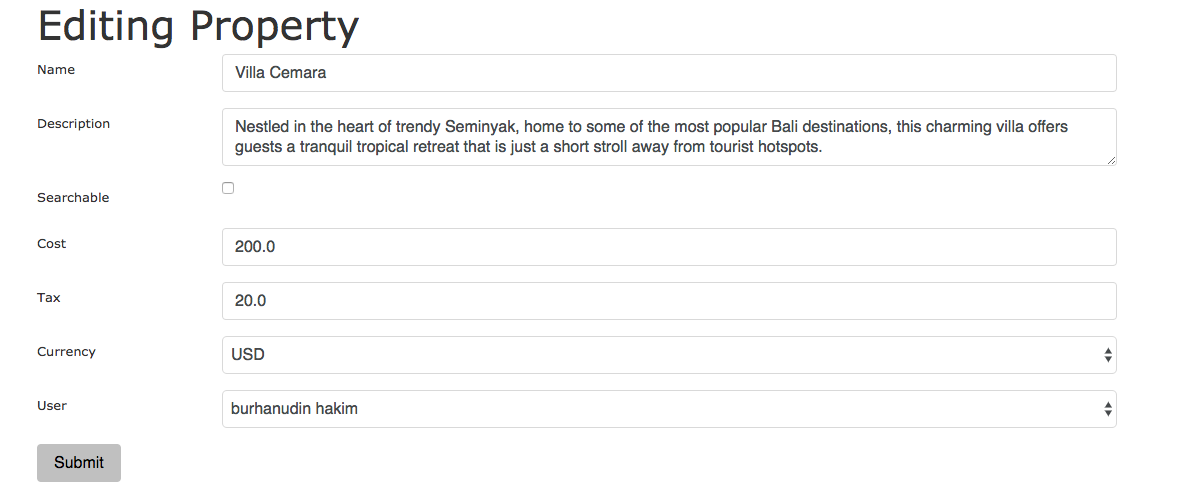 Editing Property
Name
Villa Cemara
Description
Nestled in the heart of trendy Seminyak, home to some of the most popular Bali destinations, this charming villa offers
guests a tranquil tropical retreat that is just a short stroll away from tourist hotspots.
Searchable
Cost
200.0
Tax
20.0
Currency
USD
User
burhanudin hakim
Submit